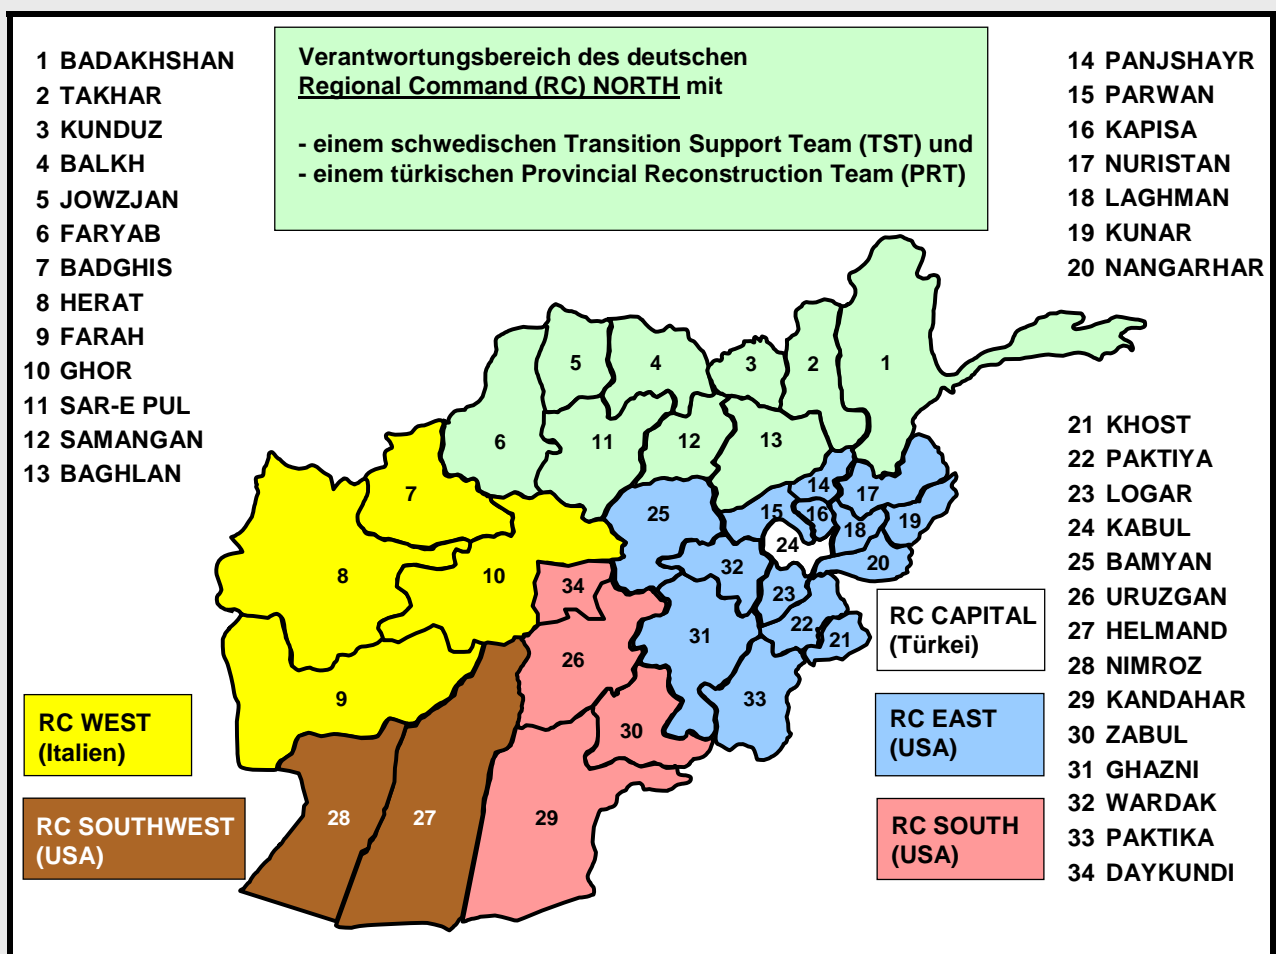 1 BADAKHSHAN
2 TAKHAR
3 KUNDUZ
4 BALKH
5 JOWZJAN
6 FARYAB
7 BADGHIS
8 HERAT
9 FARAH
10 GHOR
11 SAR-E PUL
12 SAMANGAN
13 BAGHLAN
Verantwortungsbereich des deutschen
Regional Command (RC) NORTH mit
- einem schwedischen Transition Support Team (TST) und
- einem türkischen Provincial Reconstruction Team (PRT)
14 PANJSHAYR
15 PARWAN
16 KAPISA
17 NURISTAN
18 LAGHMAN
19 KUNAR
20 NANGARHAR
21 KHOST
22 PAKTIYA
23 LOGAR
24 KABUL
25 BAMYAN
26 URUZGAN
27 HELMAND
28 NIMROZ
29 KANDAHAR
30 ZABUL
31 GHAZNI
32 WARDAK
33 PAKTIKA
34 DAYKUNDI
5
4
3
2
1
6
11
12
13
7
25
14
17
15
16
18
19
24
20
8
10
34
32
23
22
21
31
26
9
33
30
28
27
29
RC CAPITAL
(Türkei)
RC WEST
(Italien)
RC EAST
(USA)
RC SOUTHWEST
(USA)
RC SOUTH
(USA)